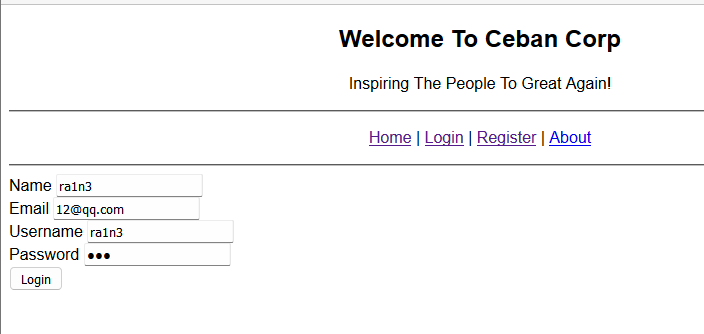 Welcome To Ceban Corp
Inspiring The People To Great Again!
Home | Login | Register | About
Name ra1n3
Email 12@qq.com
Username ra1n3
Password ●●●
Login